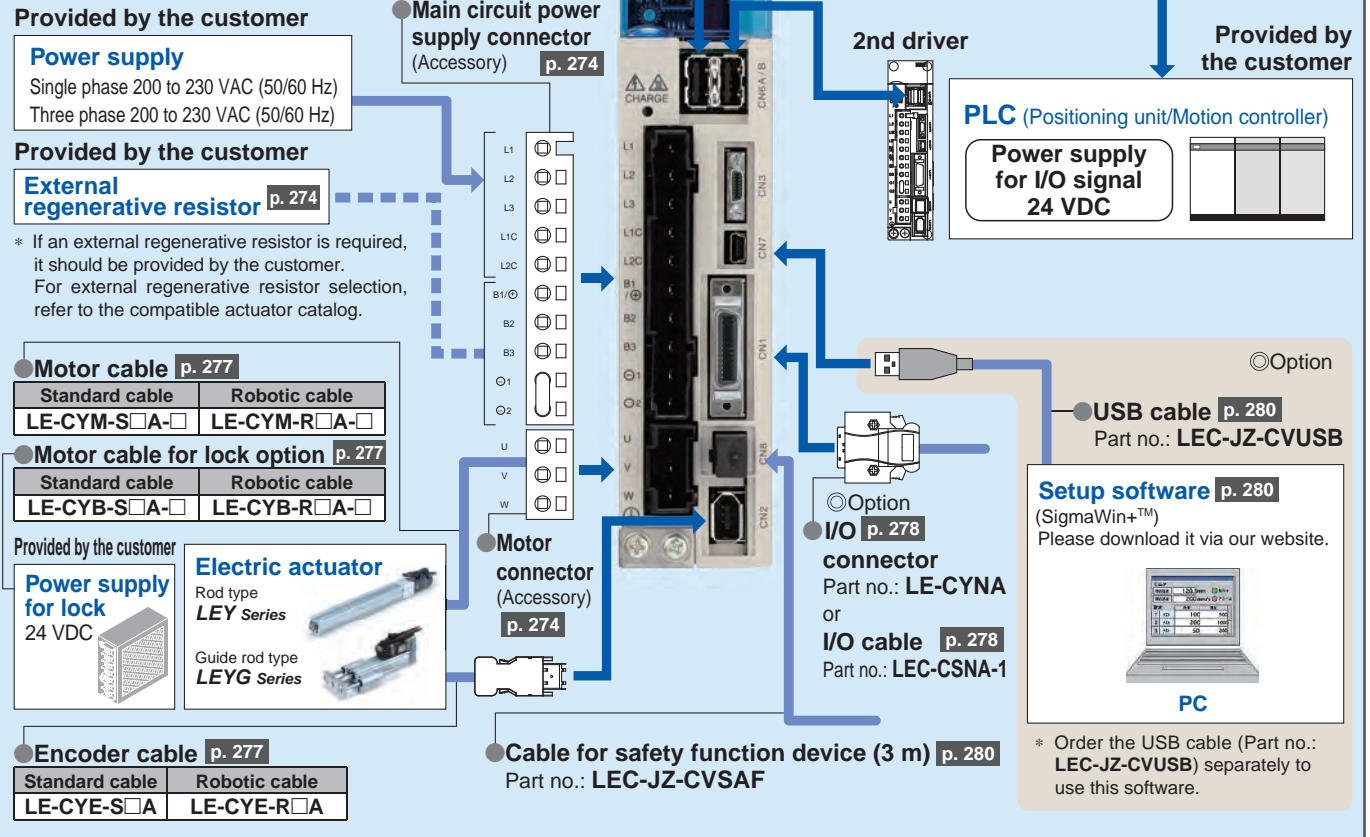 Provided by the customer
Power supply
Single phase 200 to 230 VAC (50/60 Hz)
Three phase 200 to 230 VAC (50/60 Hz)
Provided by the customer
External
regenerative resistor p. 274
* If an external regenerative resistor is required,
it should be provided by the customer.
For external regenerative resistor selection,
refer to the compatible actuator catalog.
Main circuit power
supply connector
(Accessory) p. 274
L1
L2
L3
L1C
L2C
B1/⊕
B2
B3
⊖1
⊖2
U
V
W
CHARGE
L1
L2
L3
L1C
L2C
B1
/⊕
B2
B3
⊖1
⊖2
U
V
W
CN6A/B
CN3
CN7
CN1
CN8
CN2
2nd driver
Provided by
the customer
PLC (Positioning unit/Motion controller)
Power supply
for I/O signal
24 VDC
Motor cable p. 277
Standard cable Robotic cable
LE-CYM-S□A-□ LE-CYM-R□A-□
Motor cable for lock option p. 277
Standard cable Robotic cable
LE-CYB-S□A-□ LE-CYB-R□A-□
Provided by the customer
Power supply
for lock
24 VDC
Electric actuator
Rod type
LEY Series
Guide rod type
LEYG Series
Encoder cable p. 277
Standard cable Robotic cable
LE-CYE-S□A LE-CYE-R□A
Motor
connector
(Accessory)
p. 274
Cable for safety function device (3 m) p. 280
Part no.: LEC-JZ-CVSAF
◎Option
I/O p. 278
connector
Part no.: LE-CYNA
or
I/O cable p. 278
Part no.: LEC-CSNA-1
◎Option
USB cable p. 280
Part no.: LEC-JZ-CVUSB
Setup software p. 280
(SigmaWin+™)
Please download it via our website.
PC
* Order the USB cable (Part no.:
LEC-JZ-CVUSB) separately to
use this software.